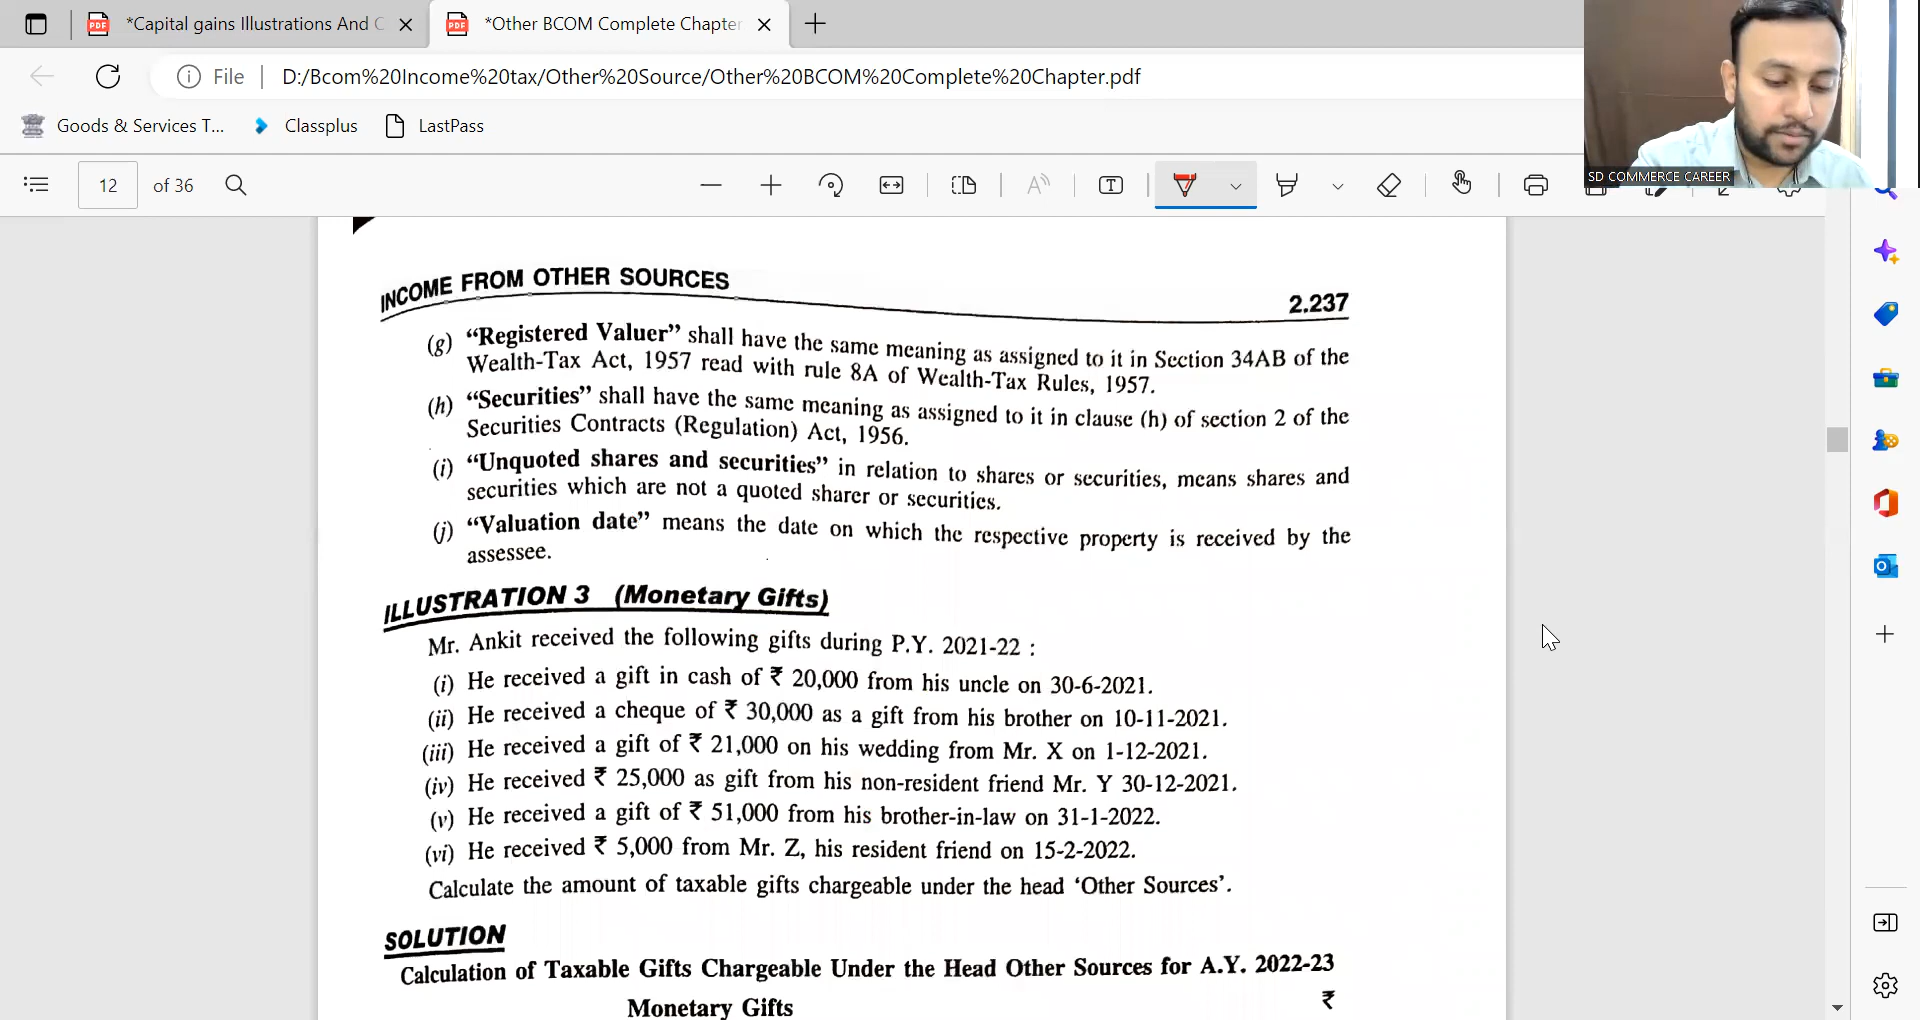 *Capital gains Illustrations And C
*Other BCOM Complete Chapter
File
D:/Bcom%20Income%20tax/Other%20Source/Other%20BCOM%20Complete%20Chapter.pdf
Goods & Services T...
Classplus
LastPass
12 of 36
SD COMMERCE CAREER
INCOME FROM OTHER SOURCES
2.237
(g) “Registered Valuer” shall have the same meaning as assigned to it in Section 34AB of the
Wealth-Tax Act, 1957 read with rule 8A of Wealth-Tax Rules, 1957.
(h) “Securities” shall have the same meaning as assigned to it in clause (h) of section 2 of the
Securities Contracts (Regulation) Act, 1956.
(i) “Unquoted shares and securities” in relation to shares or securities, means shares and
securities which are not a quoted sharer or securities.
(j) “Valuation date” means the date on which the respective property is received by the
assessee.
ILLUSTRATION 3 (Monetary Gifts)
Mr. Ankit received the following gifts during P.Y. 2021-22 :
(i) He received a gift in cash of ₹ 20,000 from his uncle on 30-6-2021.
(ii) He received a cheque of ₹ 30,000 as a gift from his brother on 10-11-2021.
(iii) He received a gift of ₹ 21,000 on his wedding from Mr. X on 1-12-2021.
(iv) He received ₹ 25,000 as gift from his non-resident friend Mr. Y 30-12-2021.
(v) He received a gift of ₹ 51,000 from his brother-in-law on 31-1-2022.
(vi) He received ₹ 5,000 from Mr. Z, his resident friend on 15-2-2022.
Calculate the amount of taxable gifts chargeable under the head ‘Other Sources’.
SOLUTION
Calculation of Taxable Gifts Chargeable Under the Head Other Sources for A.Y. 2022-23
Monetary Gifts ₹